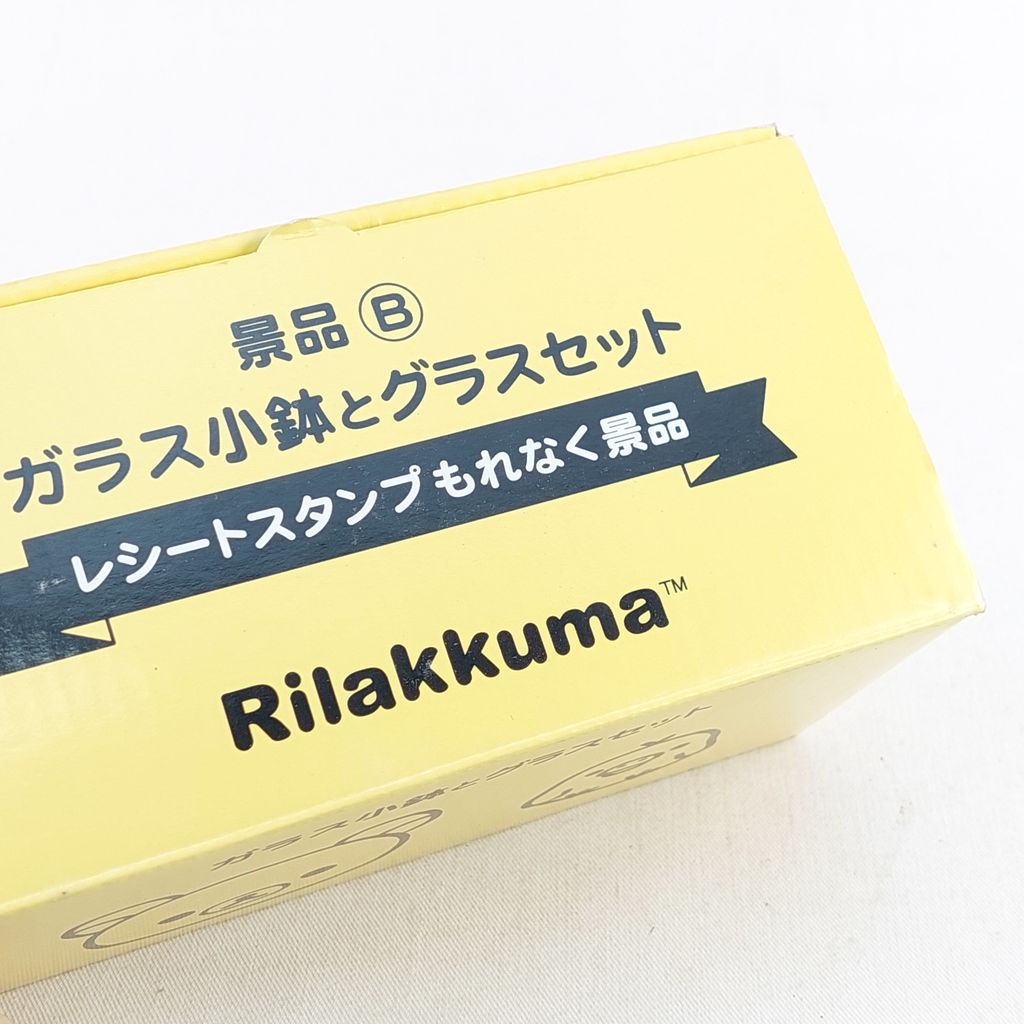 景品 Ⓑ
ガラス小鉢とグラスセット
レシートスタンプもれなく景品
Rilakkuma™
ガラス小鉢とグラスセット